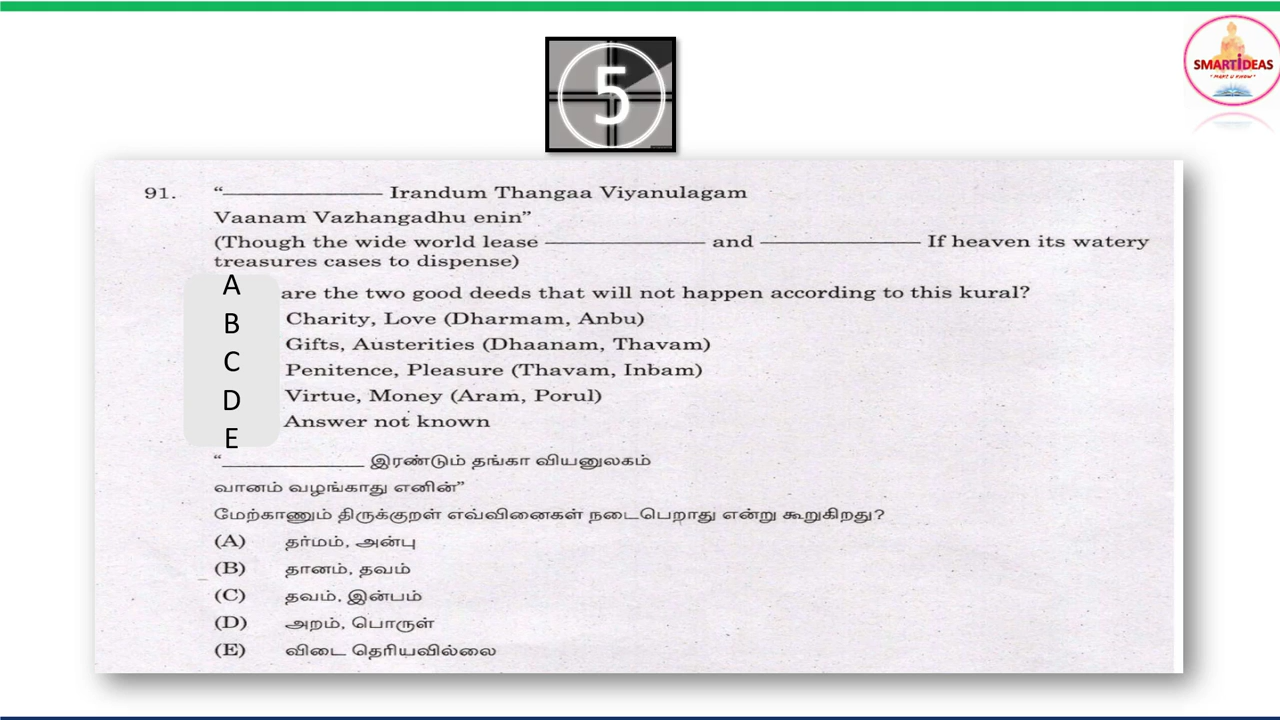 5
SMARTiDEAS
91. “—————— Irandum Thangaa Viyanulagam
Vaanam Vazhangadhu enin”
(Though the wide world lease —————— and —————— If heaven its watery
treasures cases to dispense)
are the two good deeds that will not happen according to this kural?
A Charity, Love (Dharmam, Anbu)
B Gifts, Austerities (Dhaanam, Thavam)
C Penitence, Pleasure (Thavam, Inbam)
D Virtue, Money (Aram, Porul)
E Answer not known
“—————— இரண்டும் தங்கா வியனுலகம்
வானம் வழங்காது எனின்”
மேற்காணும் திருக்குறள் எவ்வினைகள் நடைபெறாது என்று கூறுகிறது?
(A) தர்மம், அன்பு
(B) தானம், தவம்
(C) தவம், இன்பம்
(D) அறம், பொருள்
(E) விடை தெரியவில்லை